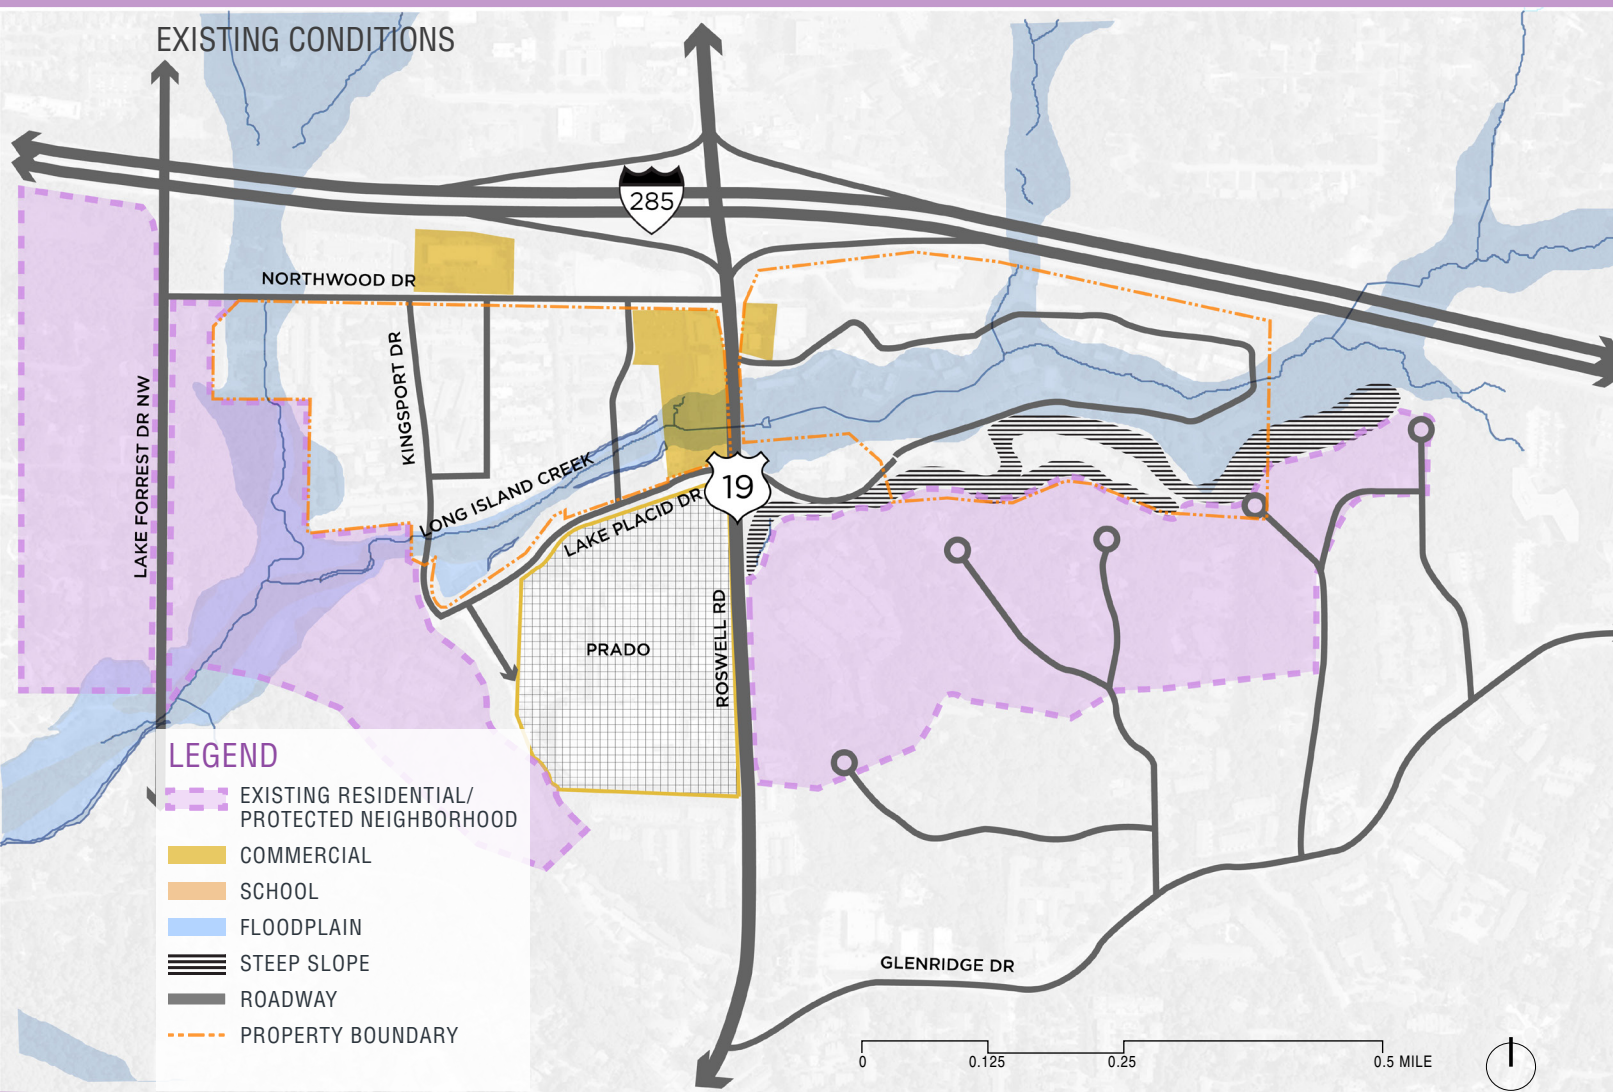 EXISTING CONDITIONS
285
NORTHWOOD DR
KINGSPORT DR
LAKE FORREST DR NW
LONG ISLAND CREEK
LAKE PLACID DR
19
PRADO
ROSWELL RD
GLENRIDGE DR
LEGEND
EXISTING RESIDENTIAL/
PROTECTED NEIGHBORHOOD
COMMERCIAL
SCHOOL
FLOODPLAIN
STEEP SLOPE
ROADWAY
PROPERTY BOUNDARY
0 0.125 0.25 0.5 MILE